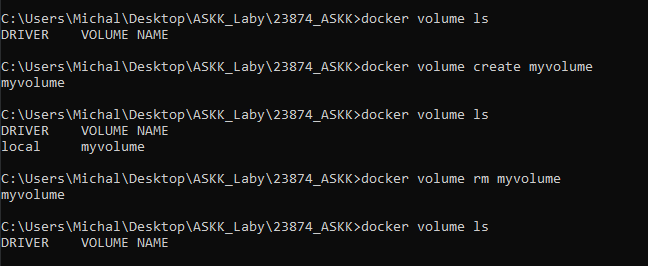 C:\Users\Michal\Desktop\ASKK_Laby\23874_ASKK>docker volume ls
DRIVER    VOLUME NAME
C:\Users\Michal\Desktop\ASKK_Laby\23874_ASKK>docker volume create myvolume
myvolume
C:\Users\Michal\Desktop\ASKK_Laby\23874_ASKK>docker volume ls
DRIVER    VOLUME NAME
local     myvolume
C:\Users\Michal\Desktop\ASKK_Laby\23874_ASKK>docker volume rm myvolume
myvolume
C:\Users\Michal\Desktop\ASKK_Laby\23874_ASKK>docker volume ls
DRIVER    VOLUME NAME